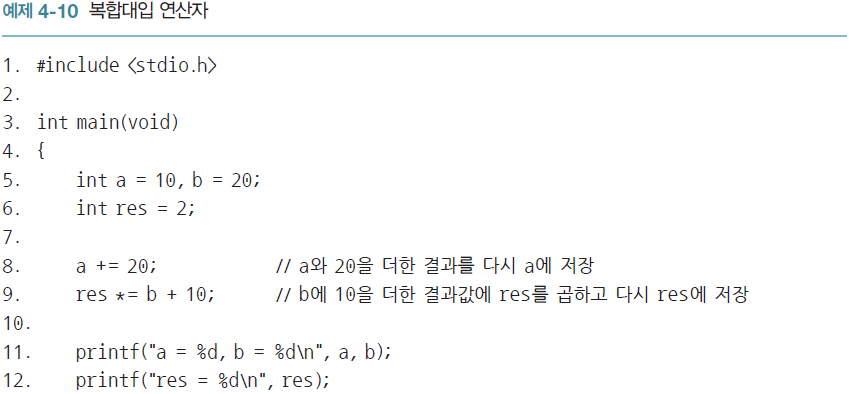 예제 4-10 복합대입 연산자
1. #include <stdio.h>
2.
3. int main(void)
4. {
5. int a = 10, b = 20;
6. int res = 2;
7.
8. a += 20; // a와 20을 더한 결과를 다시 a에 저장
9. res *= b + 10; // b에 10을 더한 결과값에 res를 곱하고 다시 res에 저장
10.
11. printf("a = %d, b = %d\n", a, b);
12. printf("res = %d\n", res);